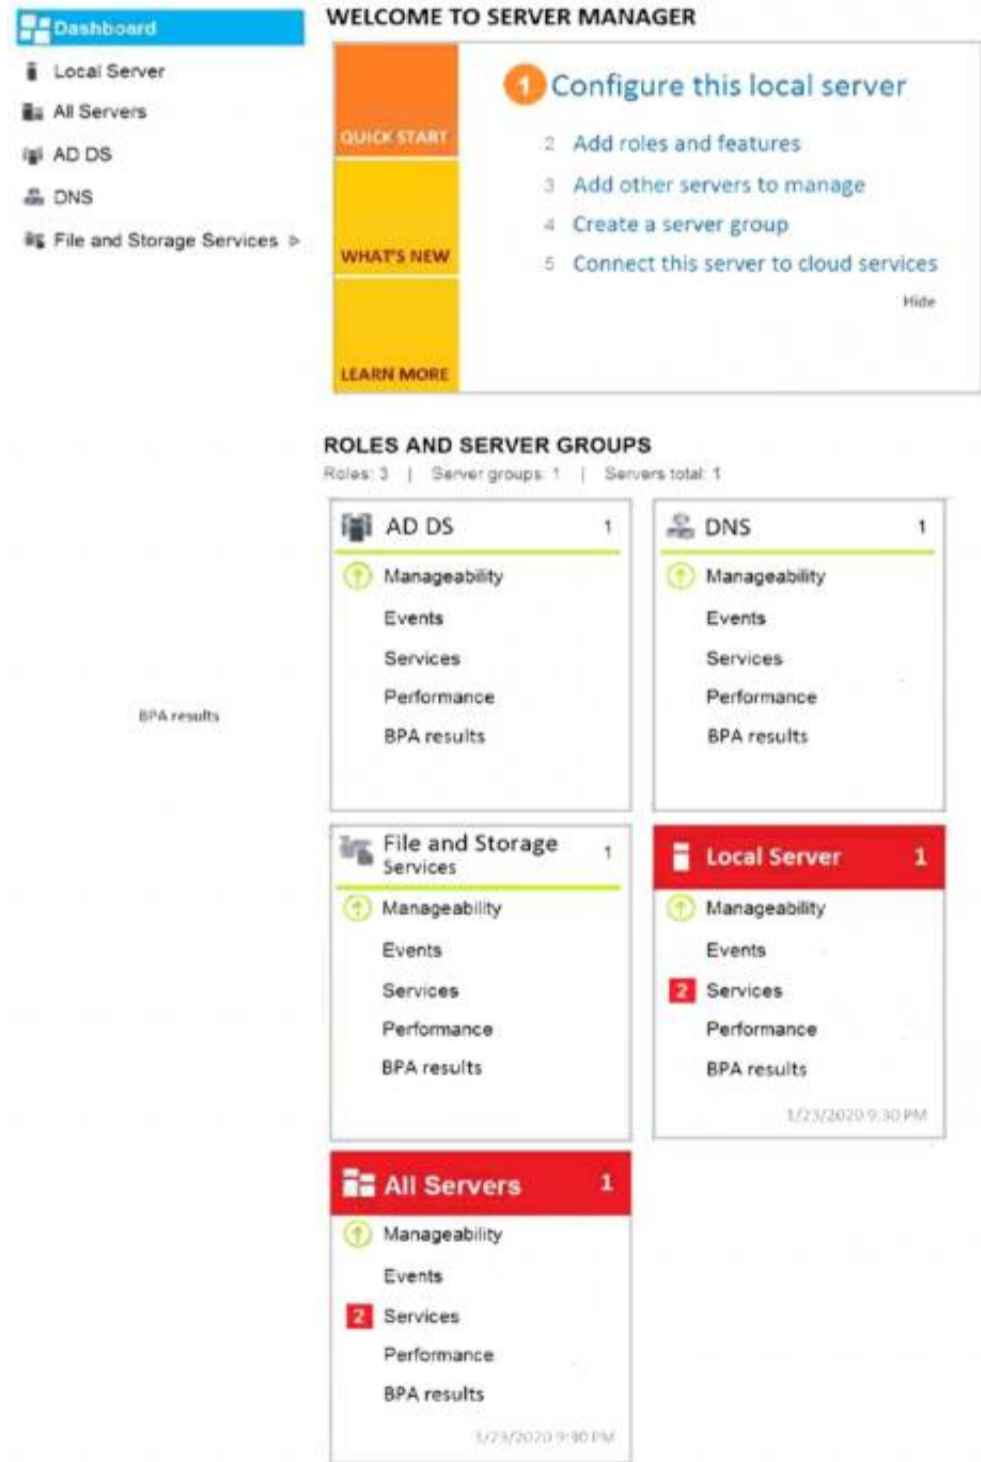 Dashboard
Local Server
All Servers
AD DS
DNS
File and Storage Services
WELCOME TO SERVER MANAGER
QUICK START
WHAT'S NEW
LEARN MORE
1 Configure this local server
2 Add roles and features
3 Add other servers to manage
4 Create a server group
5 Connect this server to cloud services
Hide
ROLES AND SERVER GROUPS
Roles: 3 | Server groups: 1 | Servers total: 1
AD DS 1
Manageability
Events
Services
Performance
BPA results
DNS 1
Manageability
Events
Services
Performance
BPA results
BPA results
File and Storage 1
Services
Manageability
Events
Services
Performance
BPA results
Local Server 1
Manageability
Events
2 Services
Performance
BPA results
1/23/2020 9:30 PM
All Servers 1
Manageability
Events
2 Services
Performance
BPA results
1/23/2020 9:30 PM